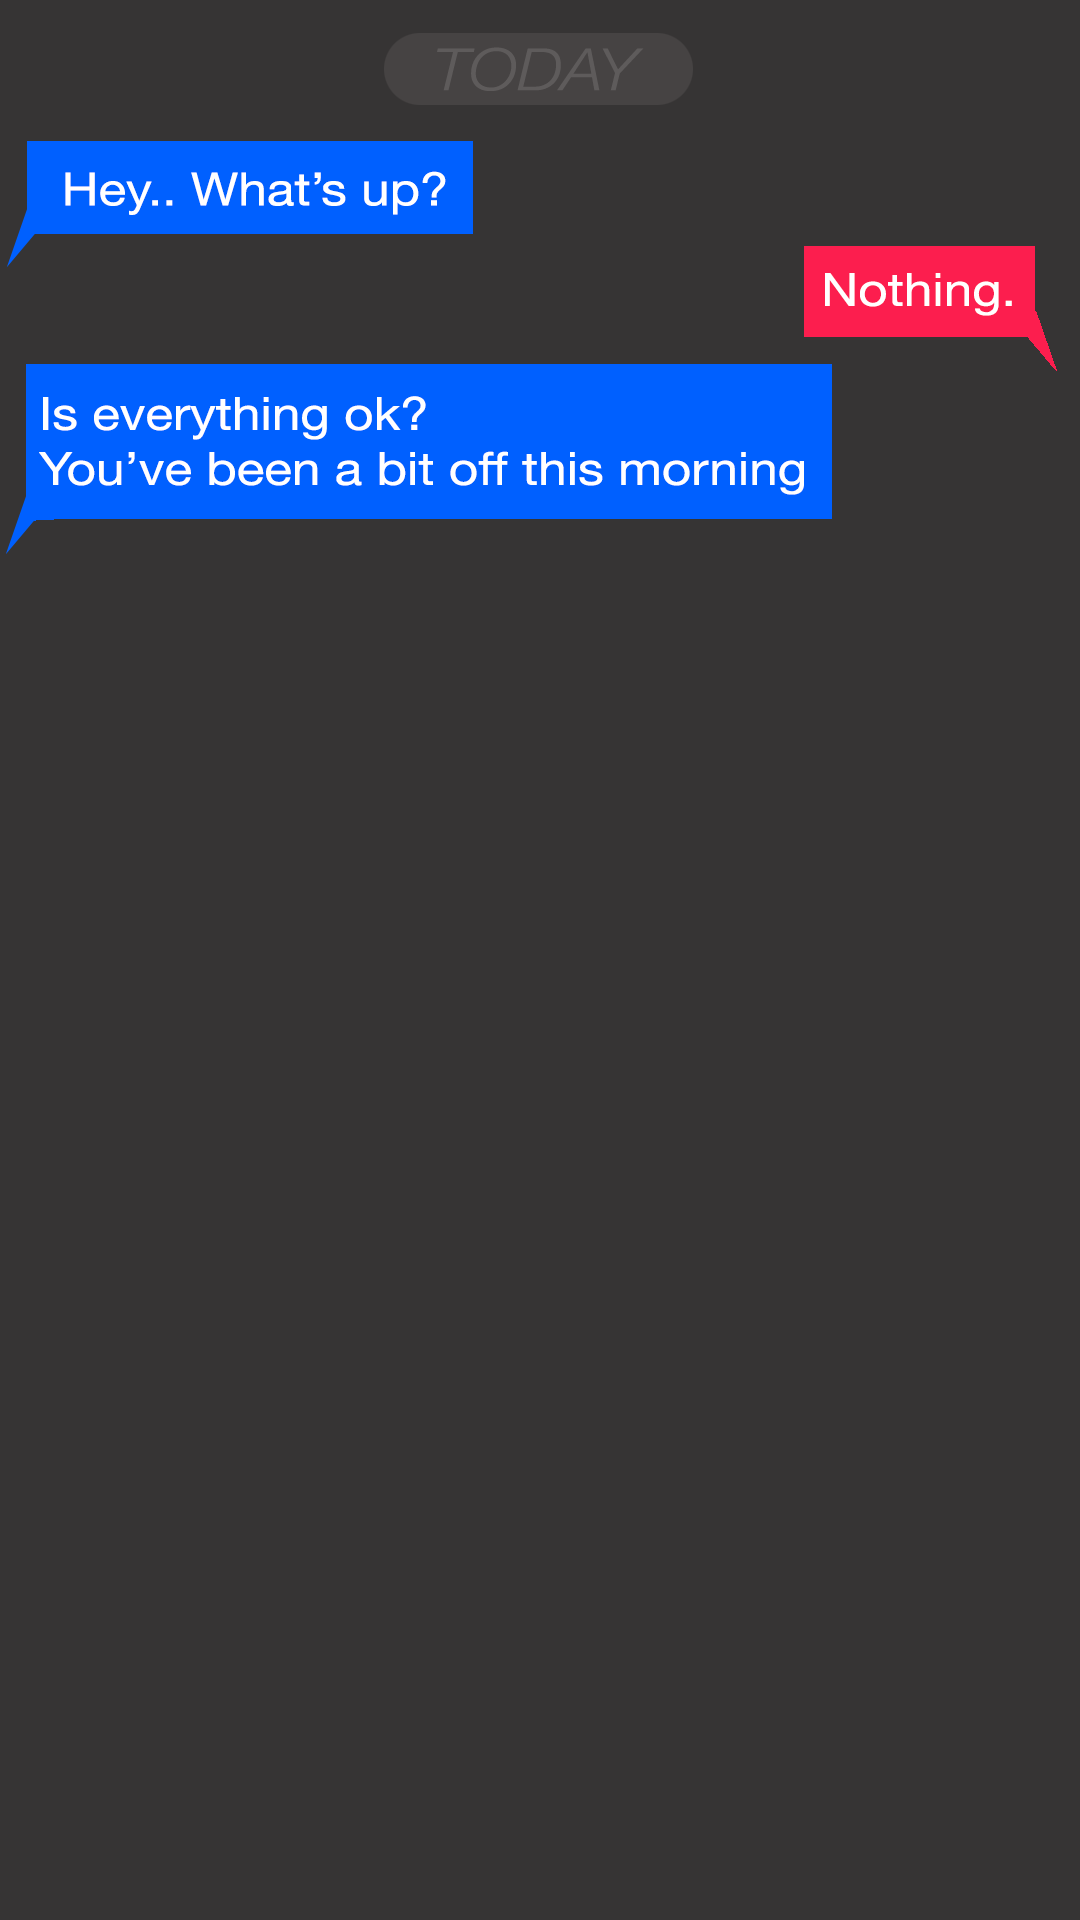 TODAY
Hey.. What’s up?
Nothing.
Is everything ok?
You’ve been a bit off this morning